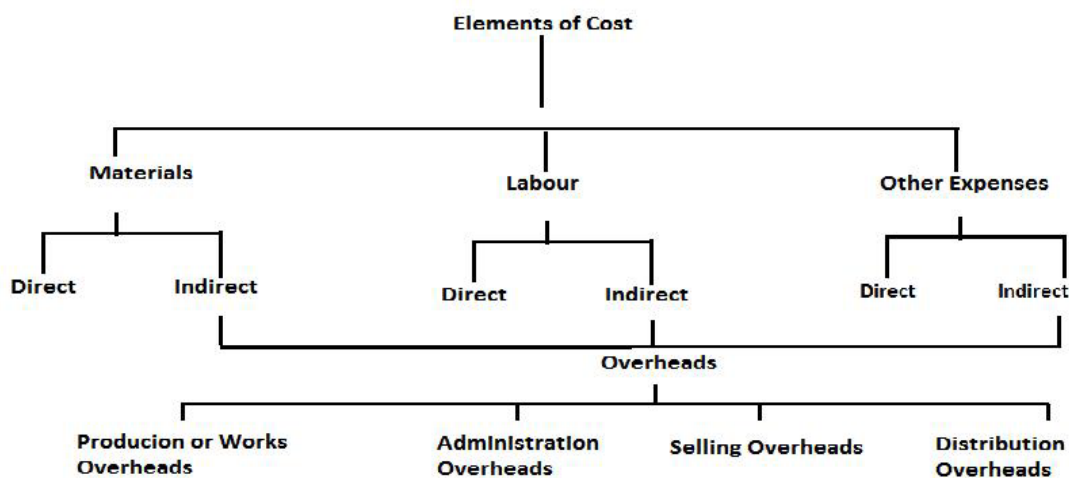 Elements of Cost
Materials
Labour
Other Expenses
Direct
Indirect
Direct
Indirect
Direct
Indirect
Overheads
Producion or Works
Overheads
Administration
Overheads
Selling Overheads
Distribution
Overheads